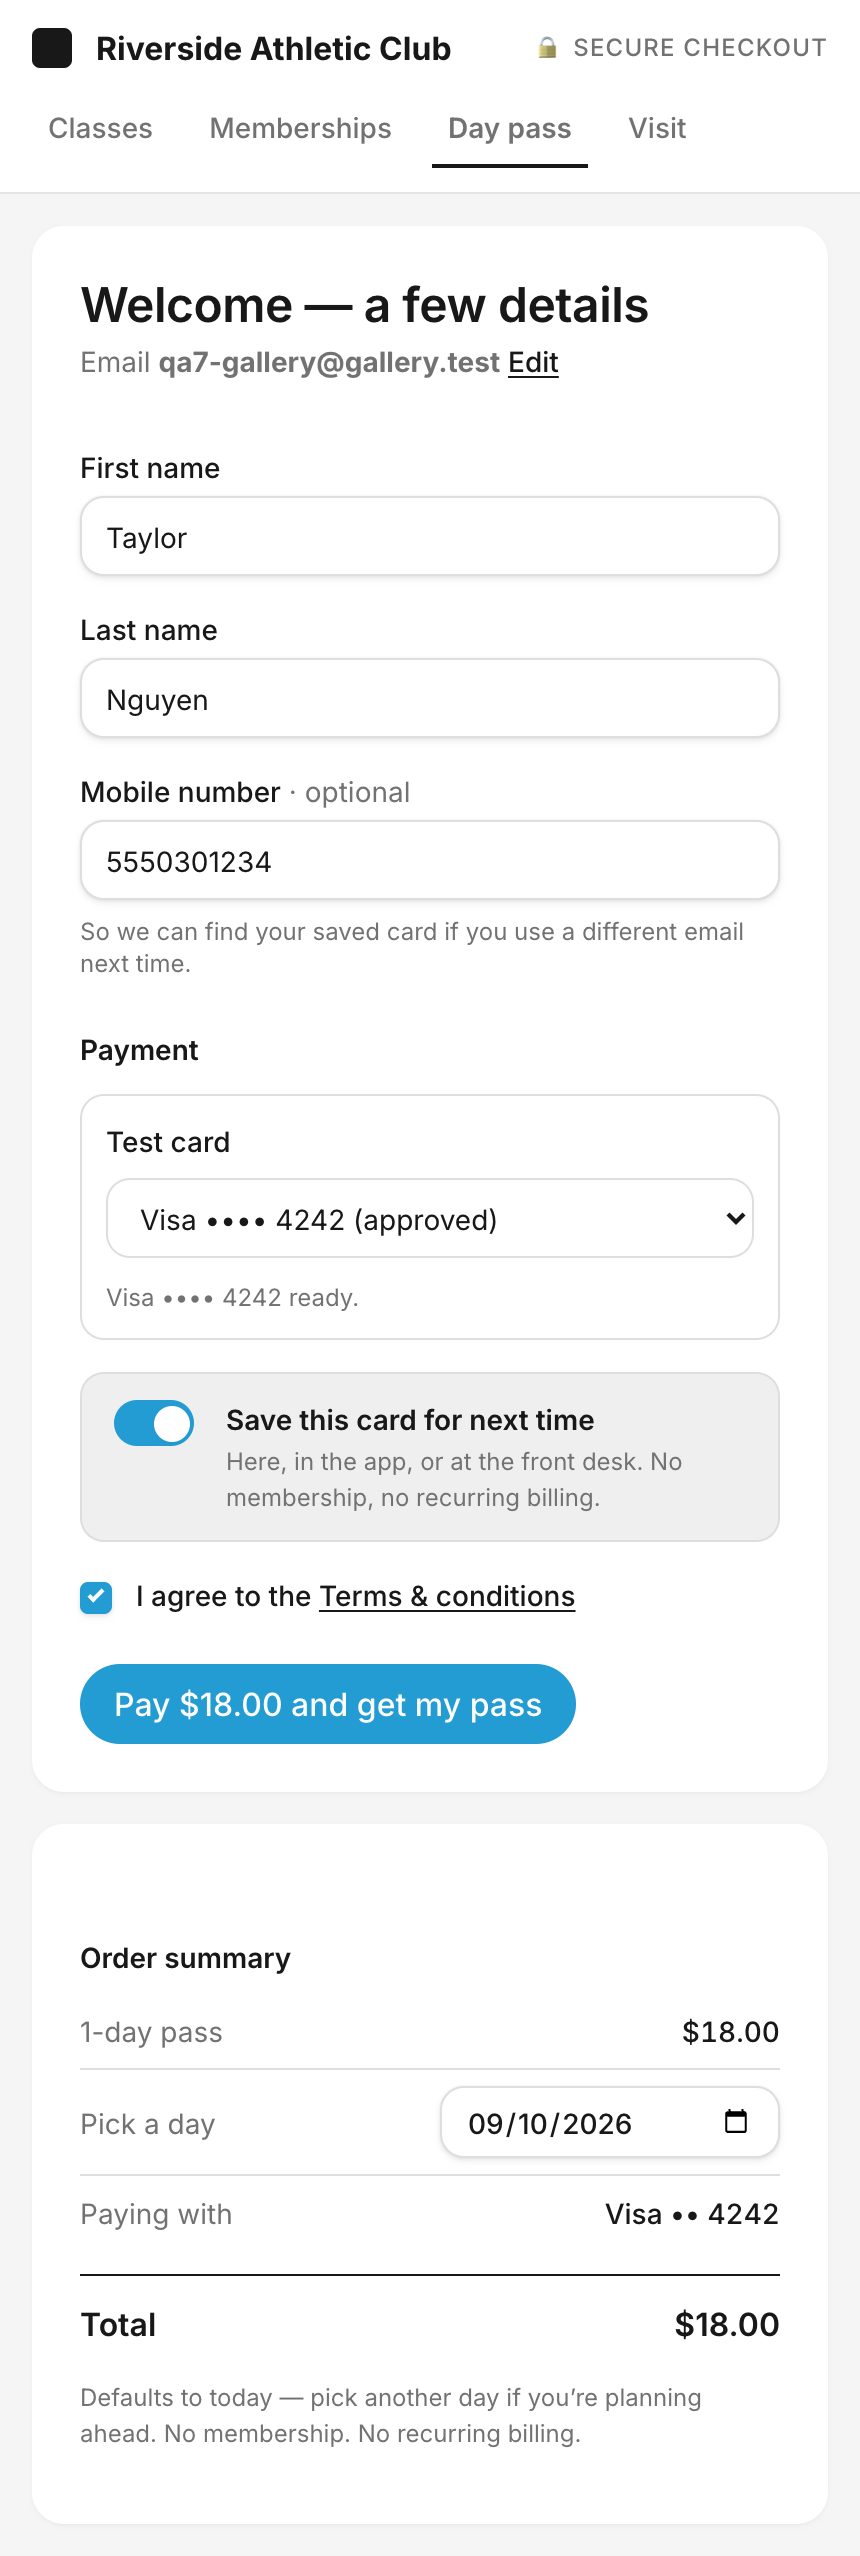 Riverside Athletic Club
🔒 SECURE CHECKOUT
Classes Memberships Day pass Visit
Welcome — a few details
Email qa7-gallery@gallery.test Edit
First name
Taylor
Last name
Nguyen
Mobile number · optional
5550301234
So we can find your saved card if you use a different email
next time.
Payment
Test card
Visa •••• 4242 (approved)
Visa •••• 4242 ready.
Save this card for next time
Here, in the app, or at the front desk. No
membership, no recurring billing.
I agree to the Terms & conditions
Pay $18.00 and get my pass
Order summary
1-day pass $18.00
Pick a day 09/10/2026
Paying with Visa •• 4242
Total $18.00
Defaults to today — pick another day if you’re planning
ahead. No membership. No recurring billing.